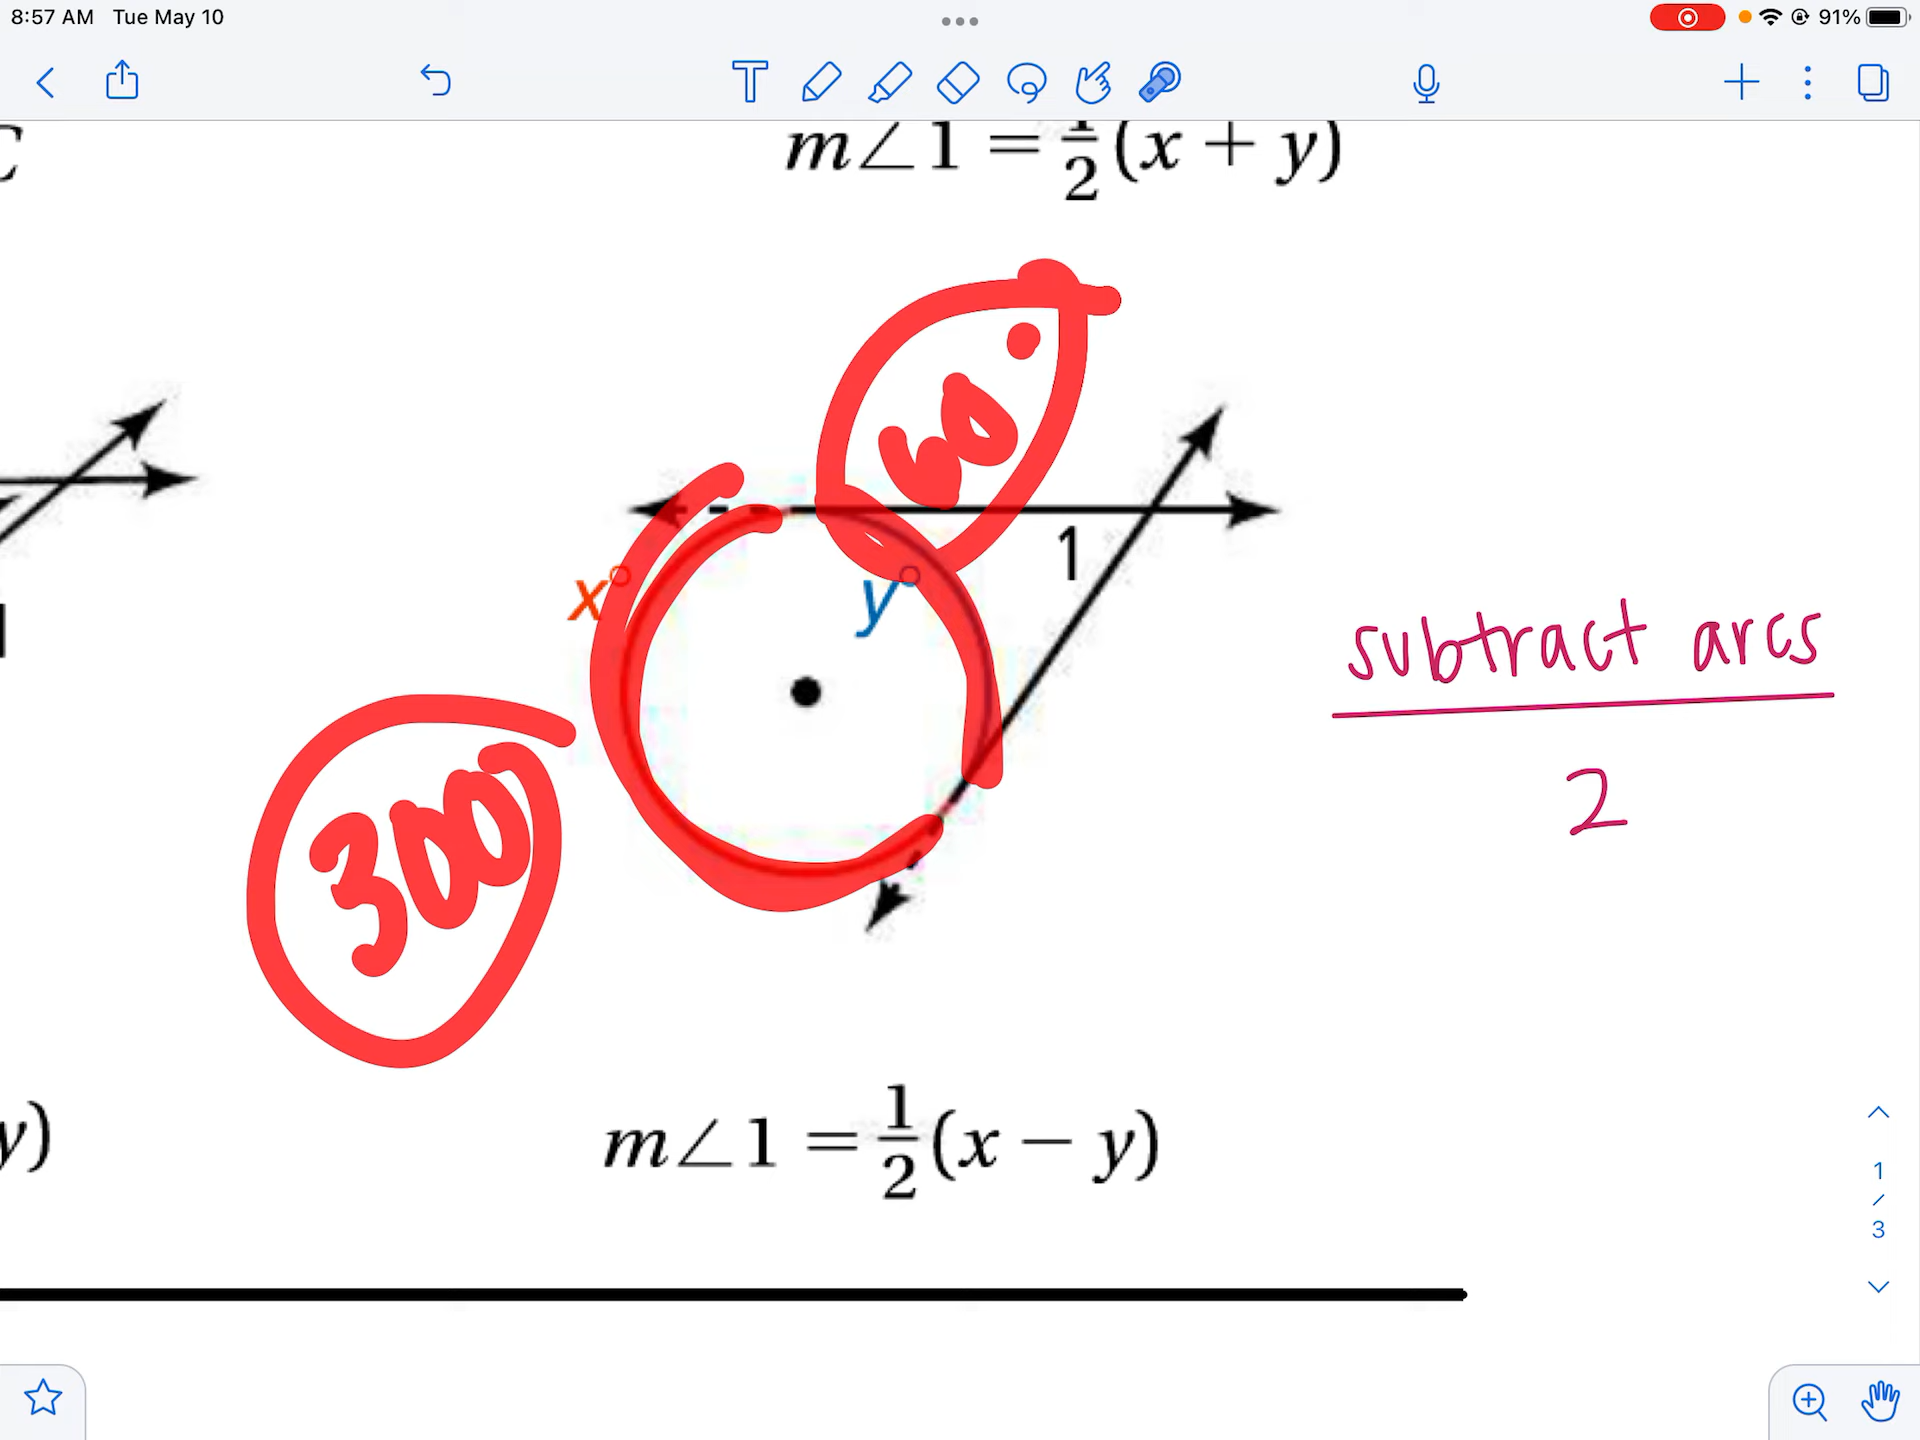 8:57 AM Tue May 10
91%
C
m∠1 = 1/2(x + y)
60°
1
x°
y°
subtract arcs
2
300
y)
m∠1 = 1/2(x − y)
1
/
3